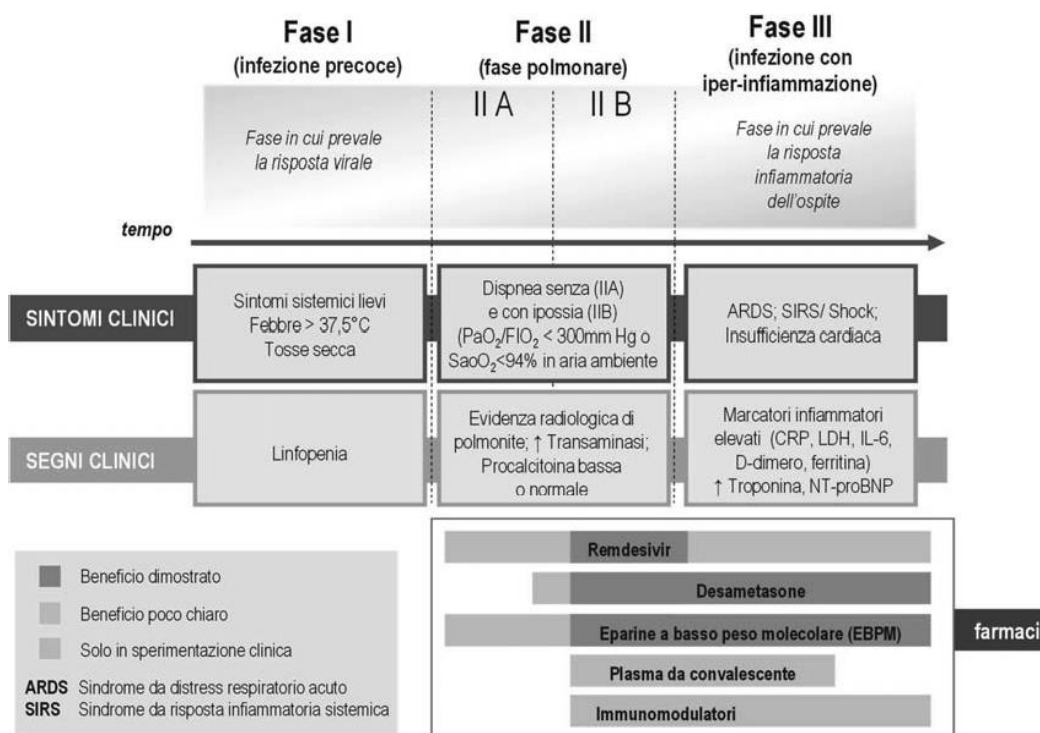 Fase I
(infezione precoce)
Fase II
(fase polmonare)
Fase III
(infezione con
iper-infiammazione)
II A
II B
Fase in cui prevale
la risposta virale
Fase in cui prevale
la risposta
infiammatoria
dell'ospite
tempo
SINTOMI CLINICI
Sintomi sistemici lievi
Febbre > 37,5°C
Tosse secca
Dispnea senza (IIA)
e con ipossia (IIB)
(PaO₂/FIO₂ < 300mm Hg o
SaoO₂<94% in aria ambiente
ARDS; SIRS/ Shock;
Insufficienza cardiaca
SEGNI CLINICI
Linfopenia
Evidenza radiologica di
polmonite; ↑ Transaminasi;
Procalcitoina bassa
o normale
Marcatori infiammatori
elevati (CRP, LDH, IL-6,
D-dimero, ferritina)
↑ Troponina, NT-proBNP
Beneficio dimostrato
Beneficio poco chiaro
Solo in sperimentazione clinica
ARDS Sindrome da distress respiratorio acuto
SIRS Sindrome da risposta infiammatoria sistemica
Remdesivir
Desametasone
Eparine a basso peso molecolare (EBPM)
Plasma da convalescente
Immunomodulatori
farmaci